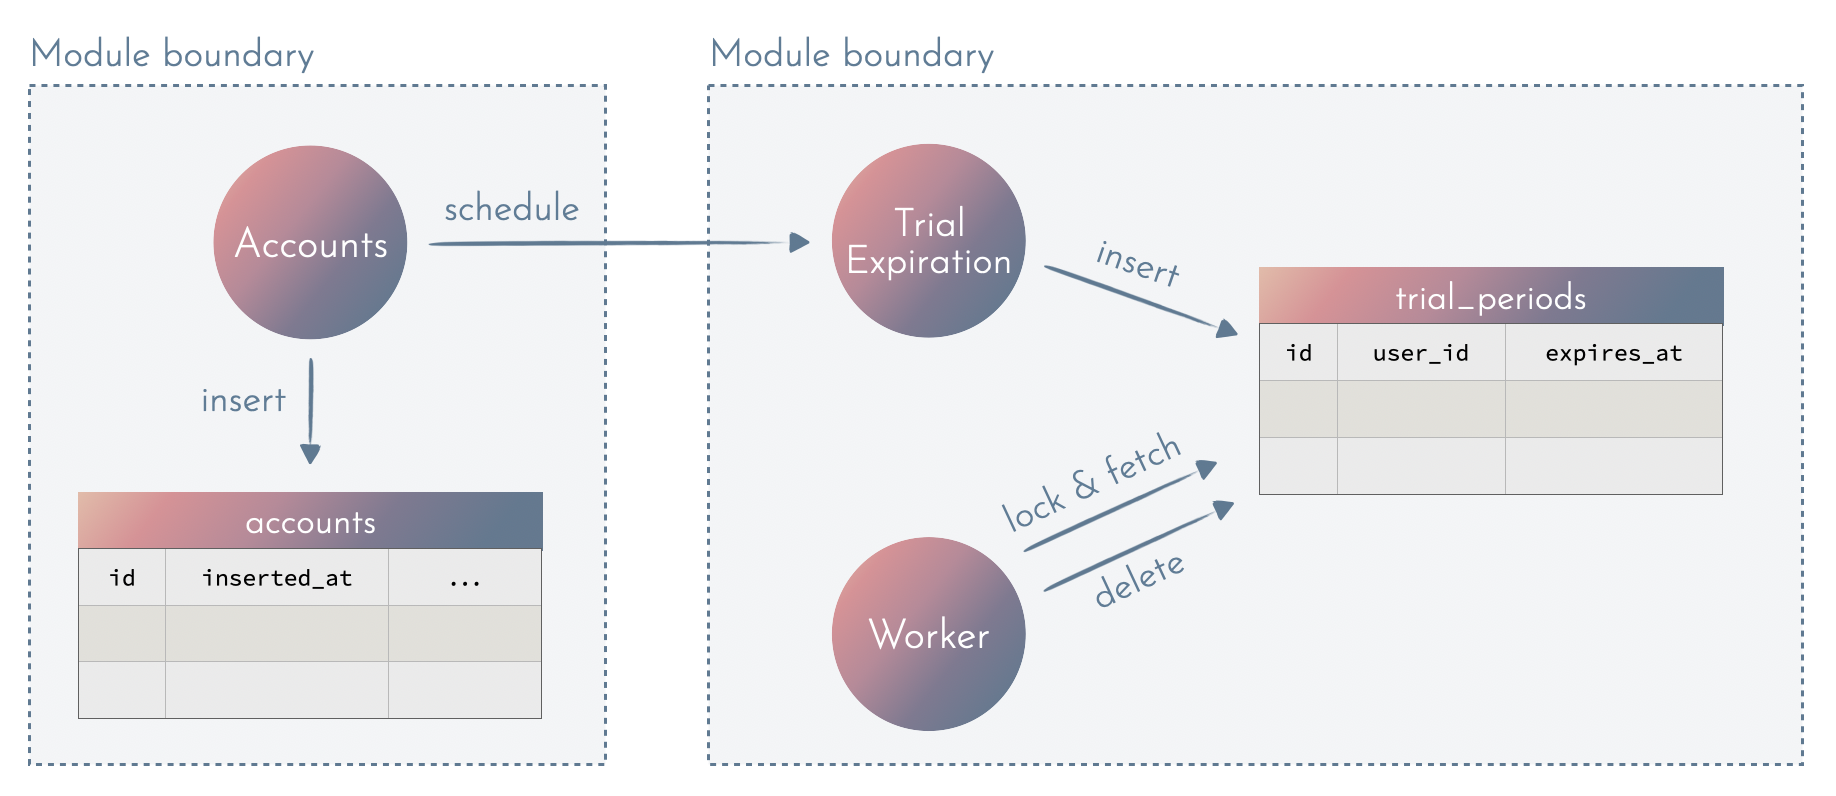 Module boundary
Accounts
schedule
insert
accounts
id inserted_at ...
Module boundary
Trial
Expiration
insert
trial_periods
id user_id expires_at
lock & fetch
delete
Worker